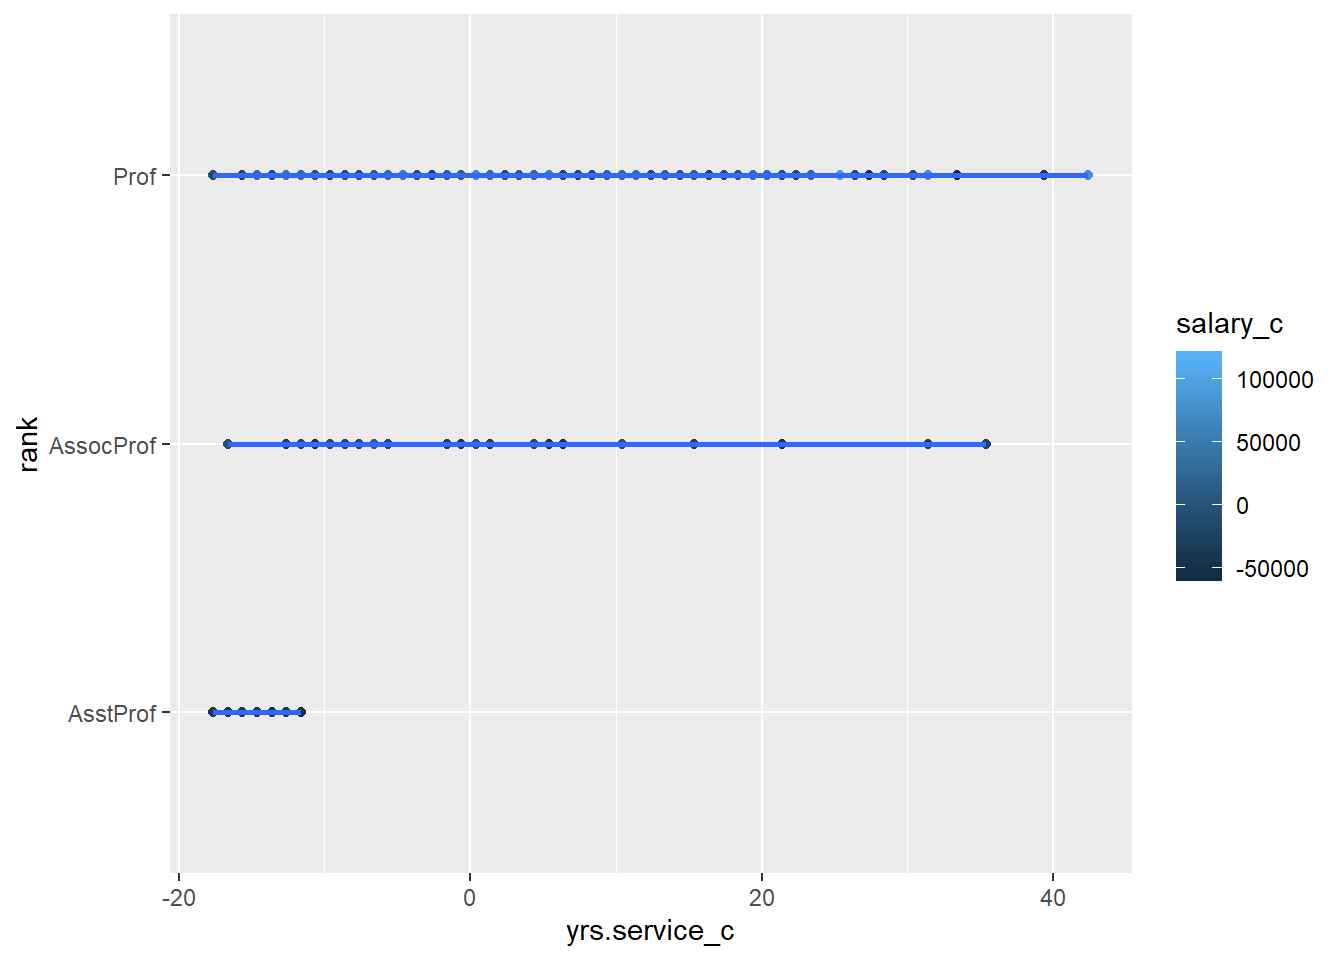 Prof
AssocProf
AsstProf
rank
-20
0
20
40
yrs.service_c
salary_c
100000
50000
0
-50000